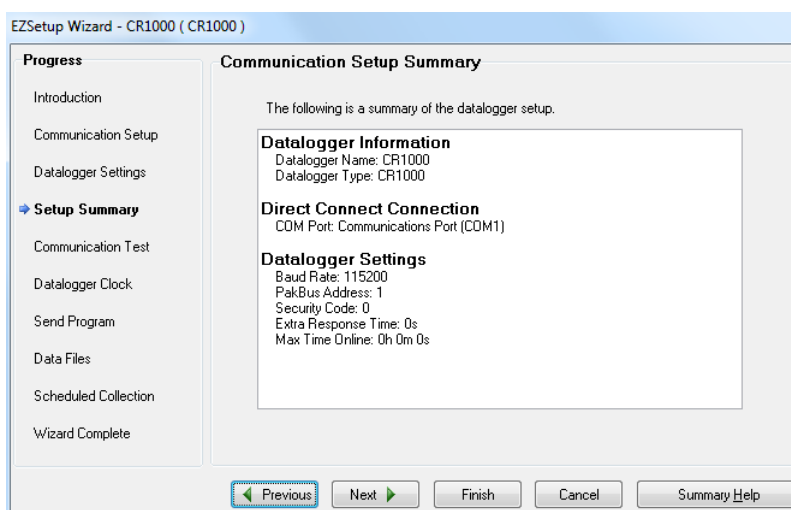 EZSetup Wizard - CR1000 ( CR1000 )
Progress
Introduction
Communication Setup
Datalogger Settings
Setup Summary
Communication Test
Datalogger Clock
Send Program
Data Files
Scheduled Collection
Wizard Complete
Communication Setup Summary
The following is a summary of the datalogger setup.
Datalogger Information
Datalogger Name: CR1000
Datalogger Type: CR1000
Direct Connect Connection
COM Port: Communications Port (COM1)
Datalogger Settings
Baud Rate: 115200
PakBus Address: 1
Security Code: 0
Extra Response Time: 0s
Max Time Online: 0h 0m 0s
Previous Next Finish Cancel Summary Help